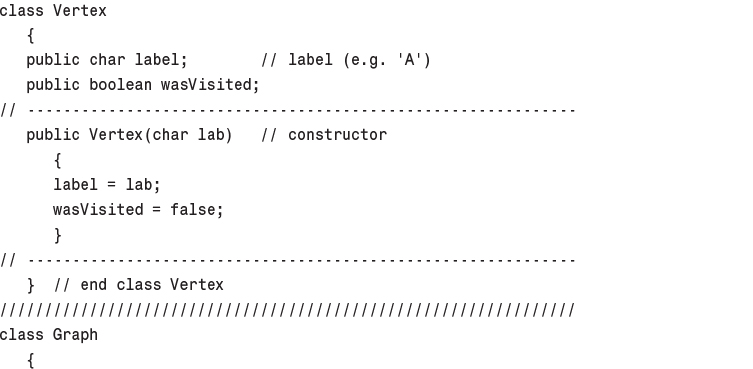 class Vertex
   {
   public char label;        // label (e.g. 'A')
   public boolean wasVisited;
// -------------------------------------------------------------
   public Vertex(char lab)   // constructor
      {
      label = lab;
      wasVisited = false;
      }
// -------------------------------------------------------------
   }  // end class Vertex
////////////////////////////////////////////////////////////////
class Graph
   {